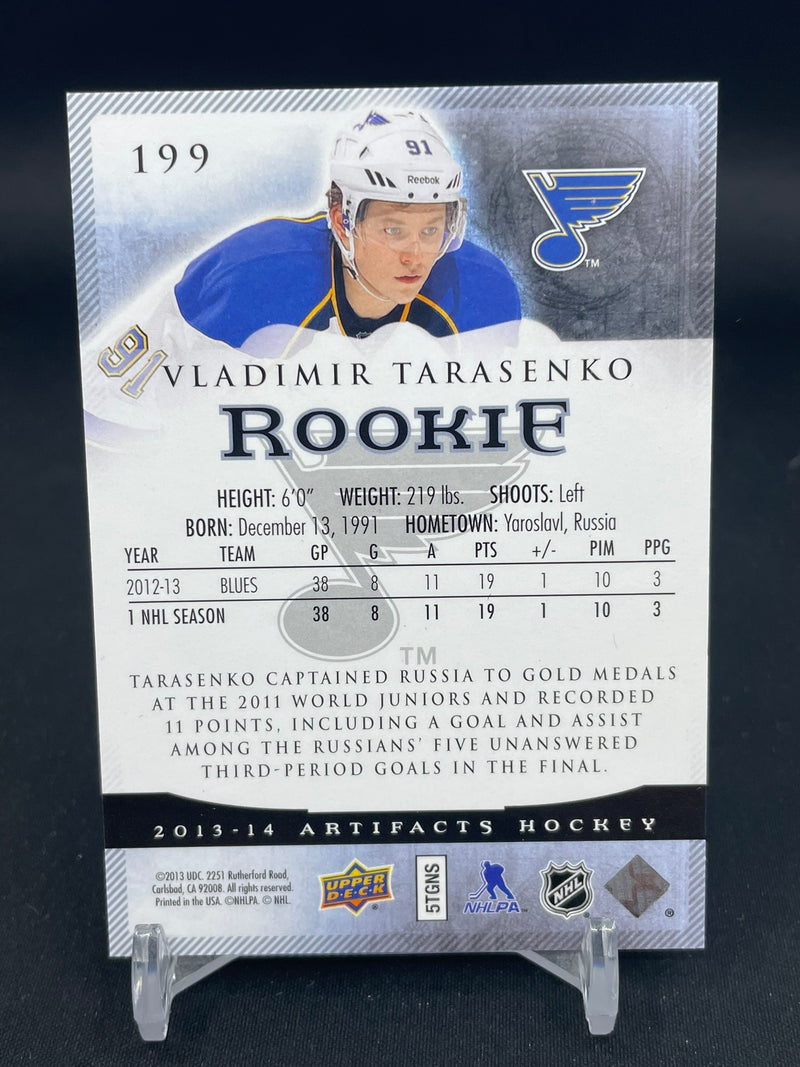 199
91
Reebok
TM
91
VLADIMIR TARASENKO
ROOKIE
HEIGHT: 6'0" WEIGHT: 219 lbs. SHOOTS: Left
BORN: December 13, 1991 HOMETOWN: Yaroslavl, Russia
YEAR TEAM GP G A PTS +/- PIM PPG
2012-13 BLUES 38 8 11 19 1 10 3
1 NHL SEASON 38 8 11 19 1 10 3
TM
TARASENKO CAPTAINED RUSSIA TO GOLD MEDALS
AT THE 2011 WORLD JUNIORS AND RECORDED
11 POINTS, INCLUDING A GOAL AND ASSIST
AMONG THE RUSSIANS' FIVE UNANSWERED
THIRD-PERIOD GOALS IN THE FINAL.
2013-14 ARTIFACTS HOCKEY
©2013 UDC. 2251 Rutherford Road,
Carlsbad, CA 92008. All rights reserved.
Printed in the USA. ©NHLPA. © NHL.
UPPER
D·E·C·K
®
5TGNS
NHLPA
NHL
®